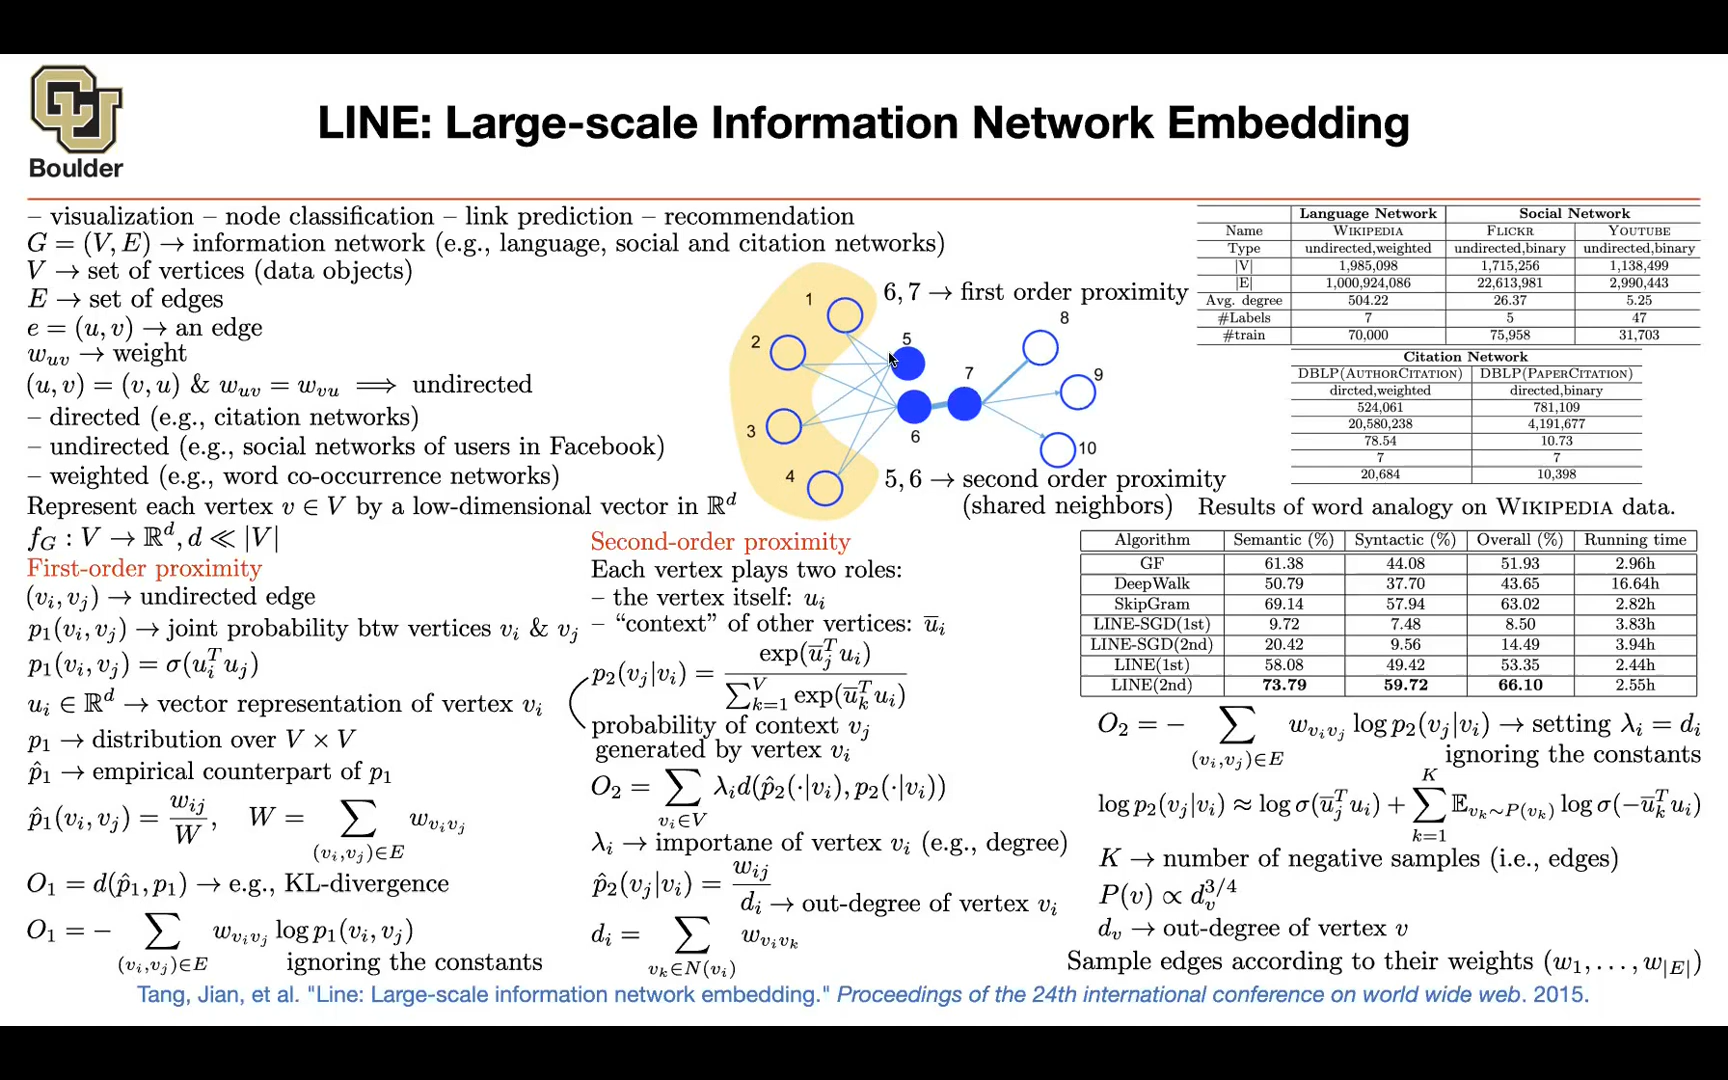 Boulder
LINE: Large-scale Information Network Embedding
– visualization – node classification – link prediction – recommendation
G = (V, E) → information network (e.g., language, social and citation networks)
V → set of vertices (data objects)
E → set of edges
e = (u, v) → an edge
w_{uv} → weight
(u, v) = (v, u) & w_{uv} = w_{vu} ⟹ undirected
– directed (e.g., citation networks)
– undirected (e.g., social networks of users in Facebook)
– weighted (e.g., word co-occurrence networks)
Represent each vertex v ∈ V by a low-dimensional vector in ℝ^d
f_G : V → ℝ^d, d ≪ |V|
First-order proximity
(v_i, v_j) → undirected edge
p_1(v_i, v_j) → joint probability btw vertices v_i & v_j
p_1(v_i, v_j) = σ(u_i^T u_j)
u_i ∈ ℝ^d → vector representation of vertex v_i
p_1 → distribution over V × V
p̂_1 → empirical counterpart of p_1
p̂_1(v_i, v_j) = w_{ij}/W, W = ∑_{(v_i,v_j)∈E} w_{v_iv_j}
O_1 = d(p̂_1, p_1) → e.g., KL-divergence
O_1 = − ∑_{(v_i,v_j)∈E} w_{v_iv_j} log p_1(v_i, v_j)
ignoring the constants
1
2
3
4
5
6
7
8
9
10
6, 7 → first order proximity
5, 6 → second order proximity
(shared neighbors)
Second-order proximity
Each vertex plays two roles:
– the vertex itself: u_i
– “context” of other vertices: ū_i
p_2(v_j|v_i) = exp(ū_j^T u_i) / ∑_{k=1}^V exp(ū_k^T u_i)
probability of context v_j
generated by vertex v_i
O_2 = ∑_{v_i∈V} λ_i d(p̂_2(·|v_i), p_2(·|v_i))
λ_i → importane of vertex v_i (e.g., degree)
p̂_2(v_j|v_i) = w_{ij}/d_i → out-degree of vertex v_i
d_i = ∑_{v_k∈N(v_i)} w_{v_iv_k}
Language Network Social Network
Name WIKIPEDIA FLICKR YOUTUBE
Type undirected,weighted undirected,binary undirected,binary
|V| 1,985,098 1,715,256 1,138,499
|E| 1,000,924,086 22,613,981 2,990,443
Avg. degree 504.22 26.37 5.25
#Labels 7 5 47
#train 70,000 75,958 31,703
Citation Network
DBLP(AUTHORCITATION) DBLP(PAPERCITATION)
dircted,weighted directed,binary
524,061 781,109
20,580,238 4,191,677
78.54 10.73
7 7
20,684 10,398
Results of word analogy on WIKIPEDIA data.
Algorithm Semantic (%) Syntactic (%) Overall (%) Running time
GF 61.38 44.08 51.93 2.96h
DeepWalk 50.79 37.70 43.65 16.64h
SkipGram 69.14 57.94 63.02 2.82h
LINE-SGD(1st) 9.72 7.48 8.50 3.83h
LINE-SGD(2nd) 20.42 9.56 14.49 3.94h
LINE(1st) 58.08 49.42 53.35 2.44h
LINE(2nd) 73.79 59.72 66.10 2.55h
O_2 = − ∑_{(v_i,v_j)∈E} w_{v_iv_j} log p_2(v_j|v_i) → setting λ_i = d_i
ignoring the constants
log p_2(v_j|v_i) ≈ log σ(ū_j^T u_i) + ∑_{k=1}^K 𝔼_{v_k∼P(v_k)} log σ(−ū_k^T u_i)
K → number of negative samples (i.e., edges)
P(v) ∝ d_v^{3/4}
d_v → out-degree of vertex v
Sample edges according to their weights (w_1, . . . , w_{|E|})
Tang, Jian, et al. "Line: Large-scale information network embedding." Proceedings of the 24th international conference on world wide web. 2015.